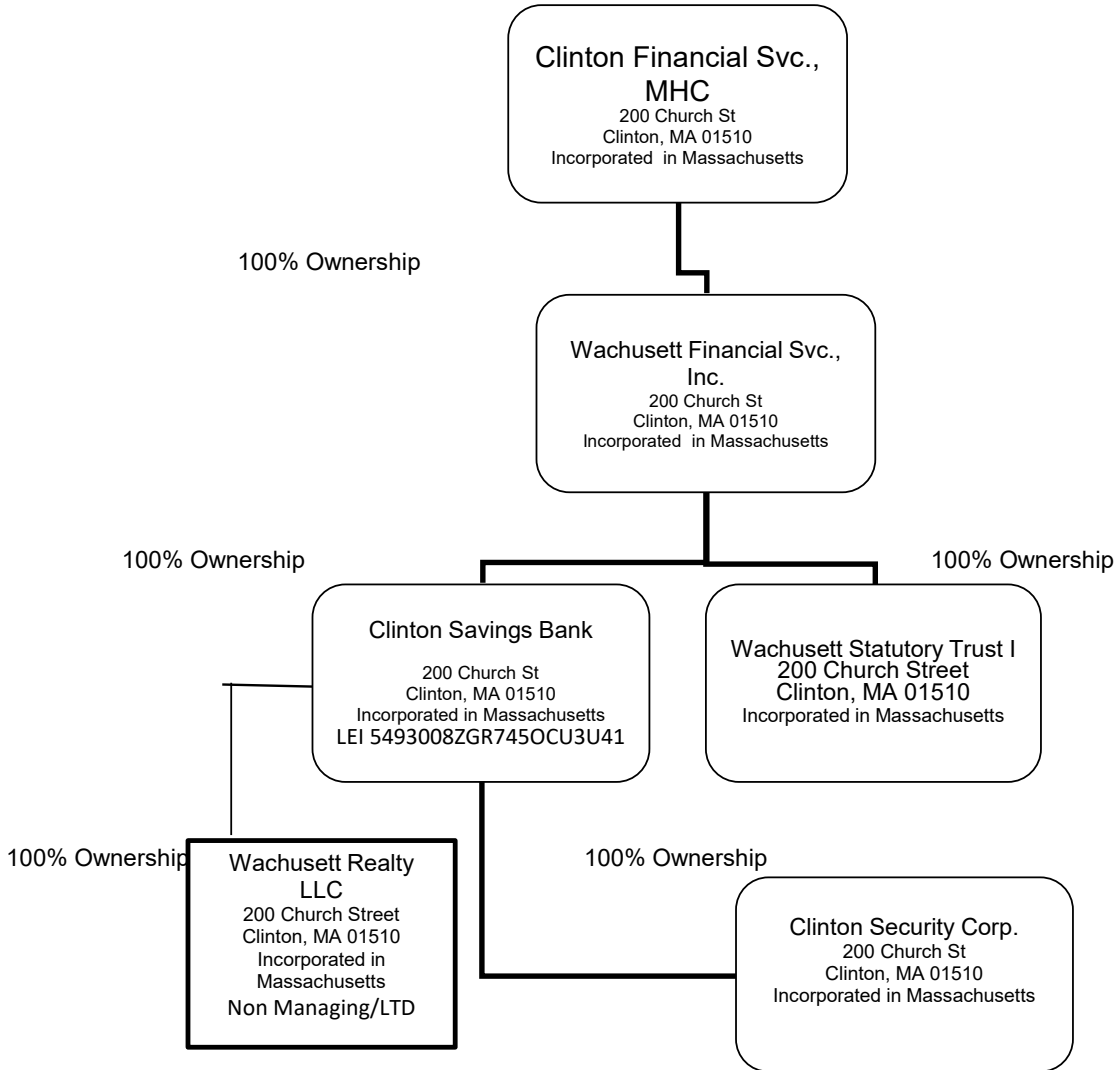 Clinton Financial Svc.,
MHC
200 Church St
Clinton, MA 01510
Incorporated in Massachusetts
100% Ownership
Wachusett Financial Svc.,
Inc.
200 Church St
Clinton, MA 01510
Incorporated in Massachusetts
100% Ownership
100% Ownership
Clinton Savings Bank
200 Church St
Clinton, MA 01510
Incorporated in Massachusetts
LEI 5493008ZGR745OCU3U41
Wachusett Statutory Trust I
200 Church Street
Clinton, MA 01510
Incorporated in Massachusetts
100% Ownership
Wachusett Realty
LLC
200 Church Street
Clinton, MA 01510
Incorporated in
Massachusetts
Non Managing/LTD
100% Ownership
Clinton Security Corp.
200 Church St
Clinton, MA 01510
Incorporated in Massachusetts